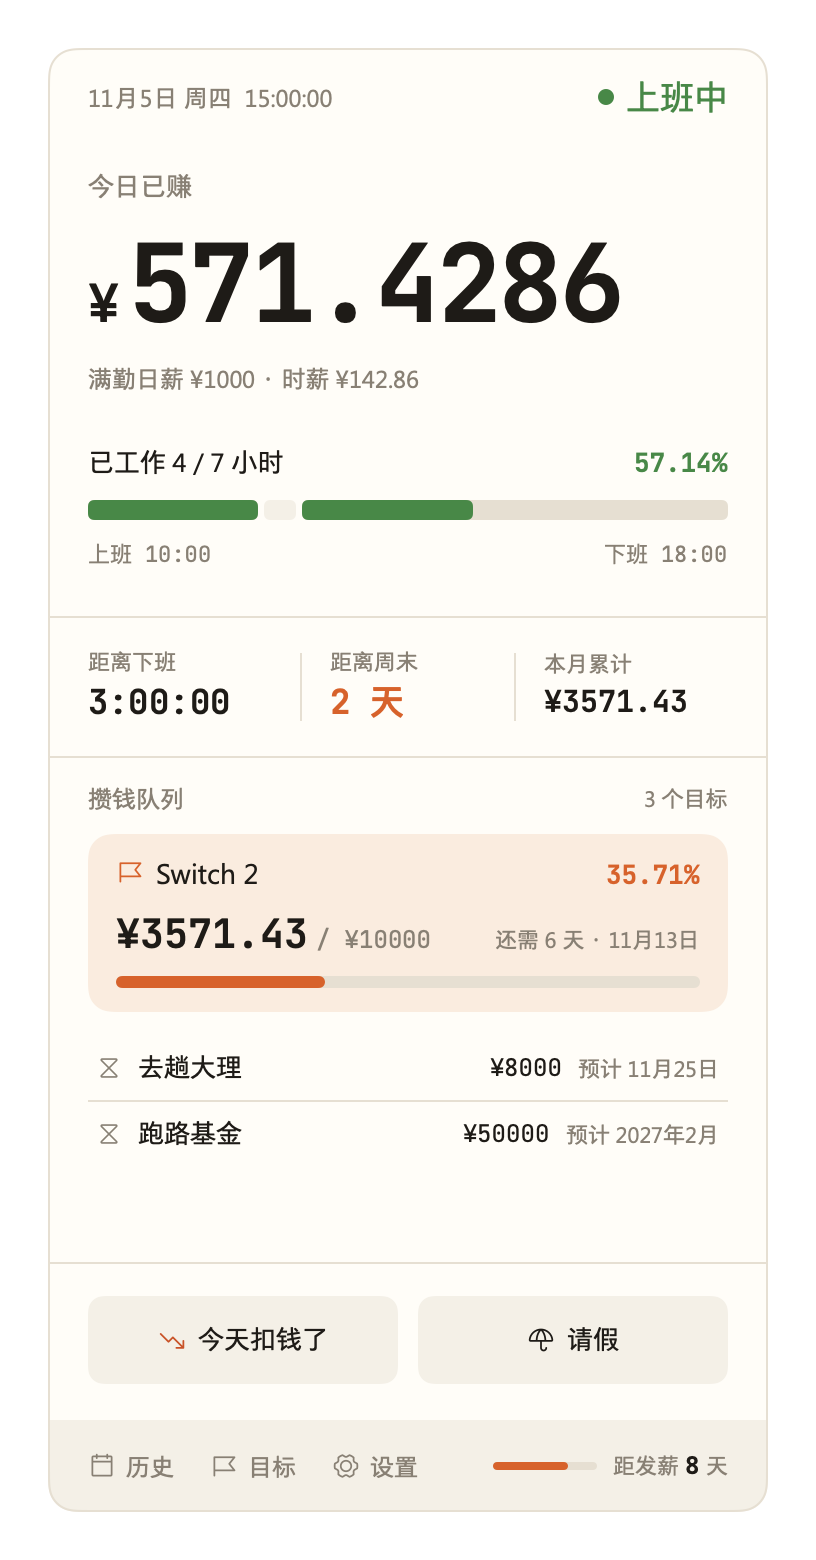 11月5日 周四 15:00:00 上班中
今日已赚
¥571.4286
满勤日薪 ¥1000 · 时薪 ¥142.86
已工作 4 / 7 小时 57.14%
上班 10:00 下班 18:00
距离下班 距离周末 本月累计
3:00:00 2 天 ¥3571.43
攒钱队列 3 个目标
Switch 2 35.71%
¥3571.43 / ¥10000 还需 6 天 · 11月13日
去趟大理 ¥8000 预计 11月25日
跑路基金 ¥50000 预计 2027年2月
今天扣钱了 请假
历史 目标 设置 距发薪 8 天